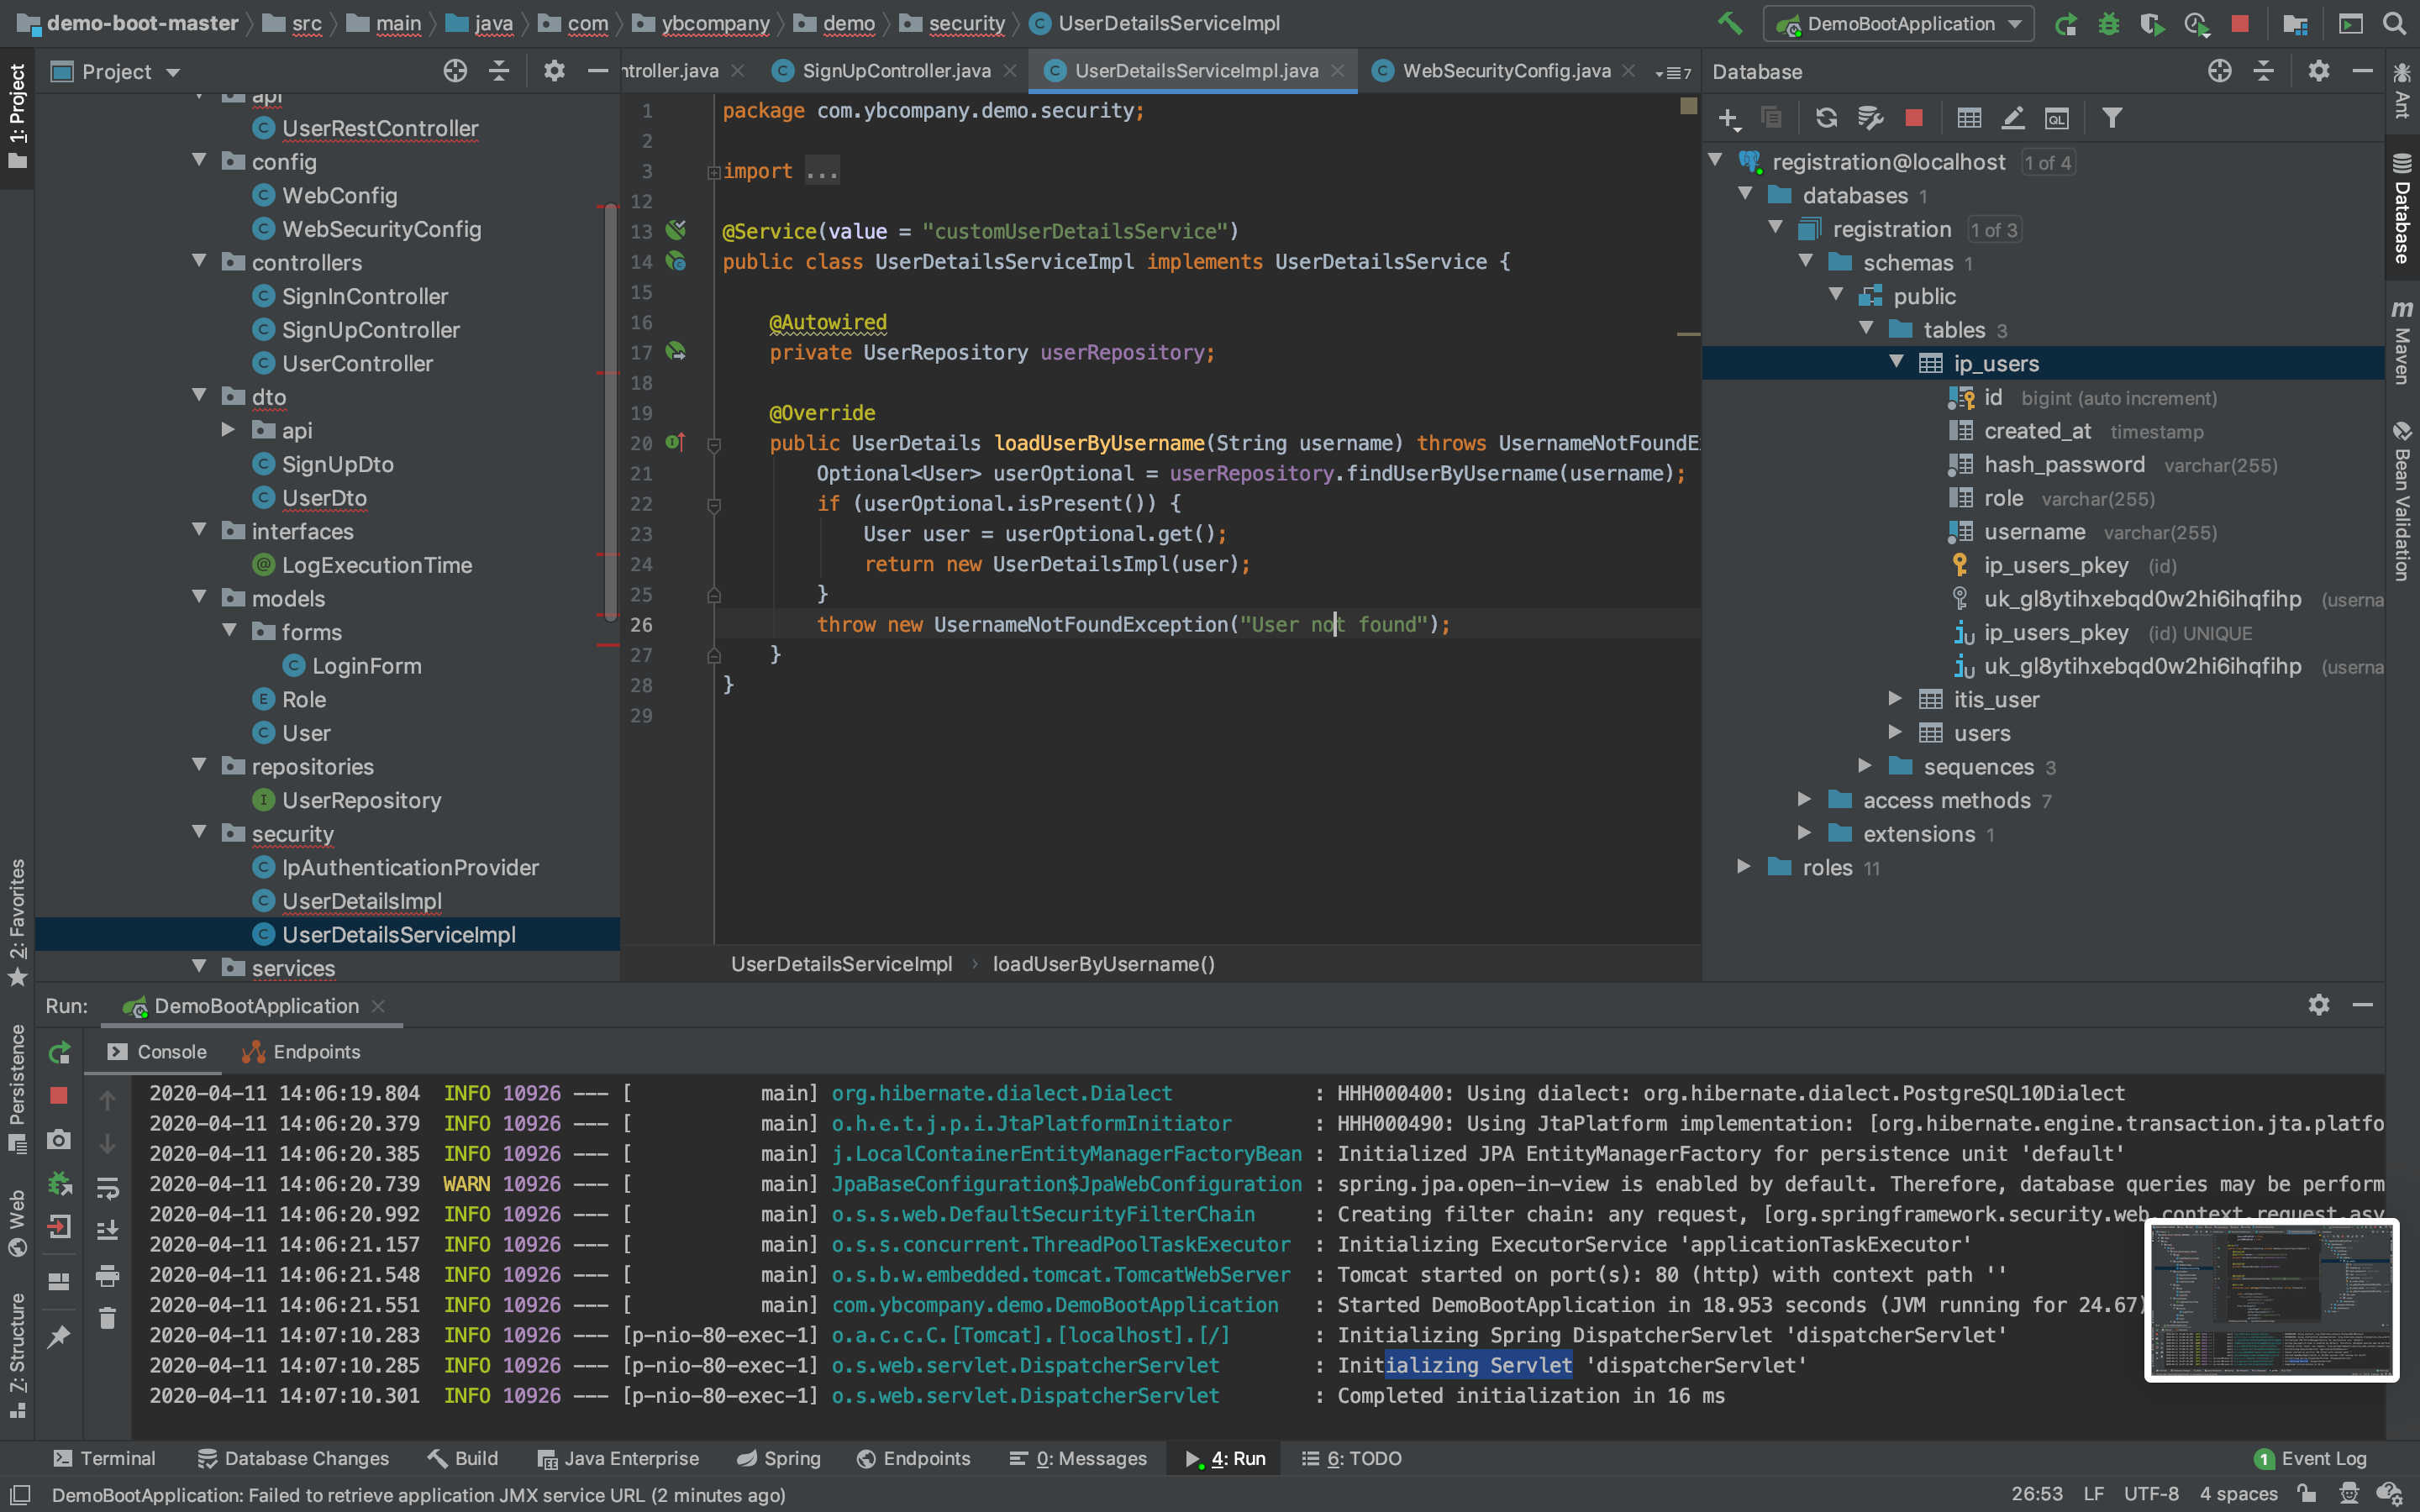 demo-boot-master src main java com ybcompany demo security UserDetailsServiceImpl
DemoBootApplication
1: Project
Project
api
UserRestController
config
WebConfig
WebSecurityConfig
controllers
SignInController
SignUpController
UserController
dto
api
SignUpDto
UserDto
interfaces
LogExecutionTime
models
forms
LoginForm
Role
User
repositories
UserRepository
security
IpAuthenticationProvider
UserDetailsImpl
UserDetailsServiceImpl
services
2: Favorites
Persistence
Web
Z: Structure
ntroller.java SignUpController.java UserDetailsServiceImpl.java WebSecurityConfig.java 7
1 package com.ybcompany.demo.security;
2
3 import ...
12
13 @Service(value = "customUserDetailsService")
14 public class UserDetailsServiceImpl implements UserDetailsService {
15
16 @Autowired
17 private UserRepository userRepository;
18
19 @Override
20 public UserDetails loadUserByUsername(String username) throws UsernameNotFoundE
21 Optional<User> userOptional = userRepository.findUserByUsername(username);
22 if (userOptional.isPresent()) {
23 User user = userOptional.get();
24 return new UserDetailsImpl(user);
25 }
26 throw new UsernameNotFoundException("User not found");
27 }
28 }
29
UserDetailsServiceImpl loadUserByUsername()
Database
QL
registration@localhost 1 of 4
databases 1
registration 1 of 3
schemas 1
public
tables 3
ip_users
id bigint (auto increment)
created_at timestamp
hash_password varchar(255)
role varchar(255)
username varchar(255)
ip_users_pkey (id)
uk_gl8ytihxebqd0w2hi6ihqfihp (userna
ip_users_pkey (id) UNIQUE
uk_gl8ytihxebqd0w2hi6ihqfihp (userna
itis_user
users
sequences 3
access methods 7
extensions 1
roles 11
Ant
Database
Maven
Bean Validation
Run: DemoBootApplication
Console Endpoints
2020-04-11 14:06:19.804 INFO 10926 --- [ main] org.hibernate.dialect.Dialect : HHH000400: Using dialect: org.hibernate.dialect.PostgreSQL10Dialect
2020-04-11 14:06:20.379 INFO 10926 --- [ main] o.h.e.t.j.p.i.JtaPlatformInitiator : HHH000490: Using JtaPlatform implementation: [org.hibernate.engine.transaction.jta.platfo
2020-04-11 14:06:20.385 INFO 10926 --- [ main] j.LocalContainerEntityManagerFactoryBean : Initialized JPA EntityManagerFactory for persistence unit 'default'
2020-04-11 14:06:20.739 WARN 10926 --- [ main] JpaBaseConfiguration$JpaWebConfiguration : spring.jpa.open-in-view is enabled by default. Therefore, database queries may be perform
2020-04-11 14:06:20.992 INFO 10926 --- [ main] o.s.s.web.DefaultSecurityFilterChain : Creating filter chain: any request, [org.springframework.security.web.context.request.asy
2020-04-11 14:06:21.157 INFO 10926 --- [ main] o.s.s.concurrent.ThreadPoolTaskExecutor : Initializing ExecutorService 'applicationTaskExecutor'
2020-04-11 14:06:21.548 INFO 10926 --- [ main] o.s.b.w.embedded.tomcat.TomcatWebServer : Tomcat started on port(s): 80 (http) with context path ''
2020-04-11 14:06:21.551 INFO 10926 --- [ main] com.ybcompany.demo.DemoBootApplication : Started DemoBootApplication in 18.953 seconds (JVM running for 24.67)
2020-04-11 14:07:10.283 INFO 10926 --- [p-nio-80-exec-1] o.a.c.c.C.[Tomcat].[localhost].[/] : Initializing Spring DispatcherServlet 'dispatcherServlet'
2020-04-11 14:07:10.285 INFO 10926 --- [p-nio-80-exec-1] o.s.web.servlet.DispatcherServlet : Initializing Servlet 'dispatcherServlet'
2020-04-11 14:07:10.301 INFO 10926 --- [p-nio-80-exec-1] o.s.web.servlet.DispatcherServlet : Completed initialization in 16 ms
Terminal Database Changes Build Java Enterprise Spring Endpoints 0: Messages 4: Run 6: TODO 1 Event Log
DemoBootApplication: Failed to retrieve application JMX service URL (2 minutes ago) 26:53 LF UTF-8 4 spaces